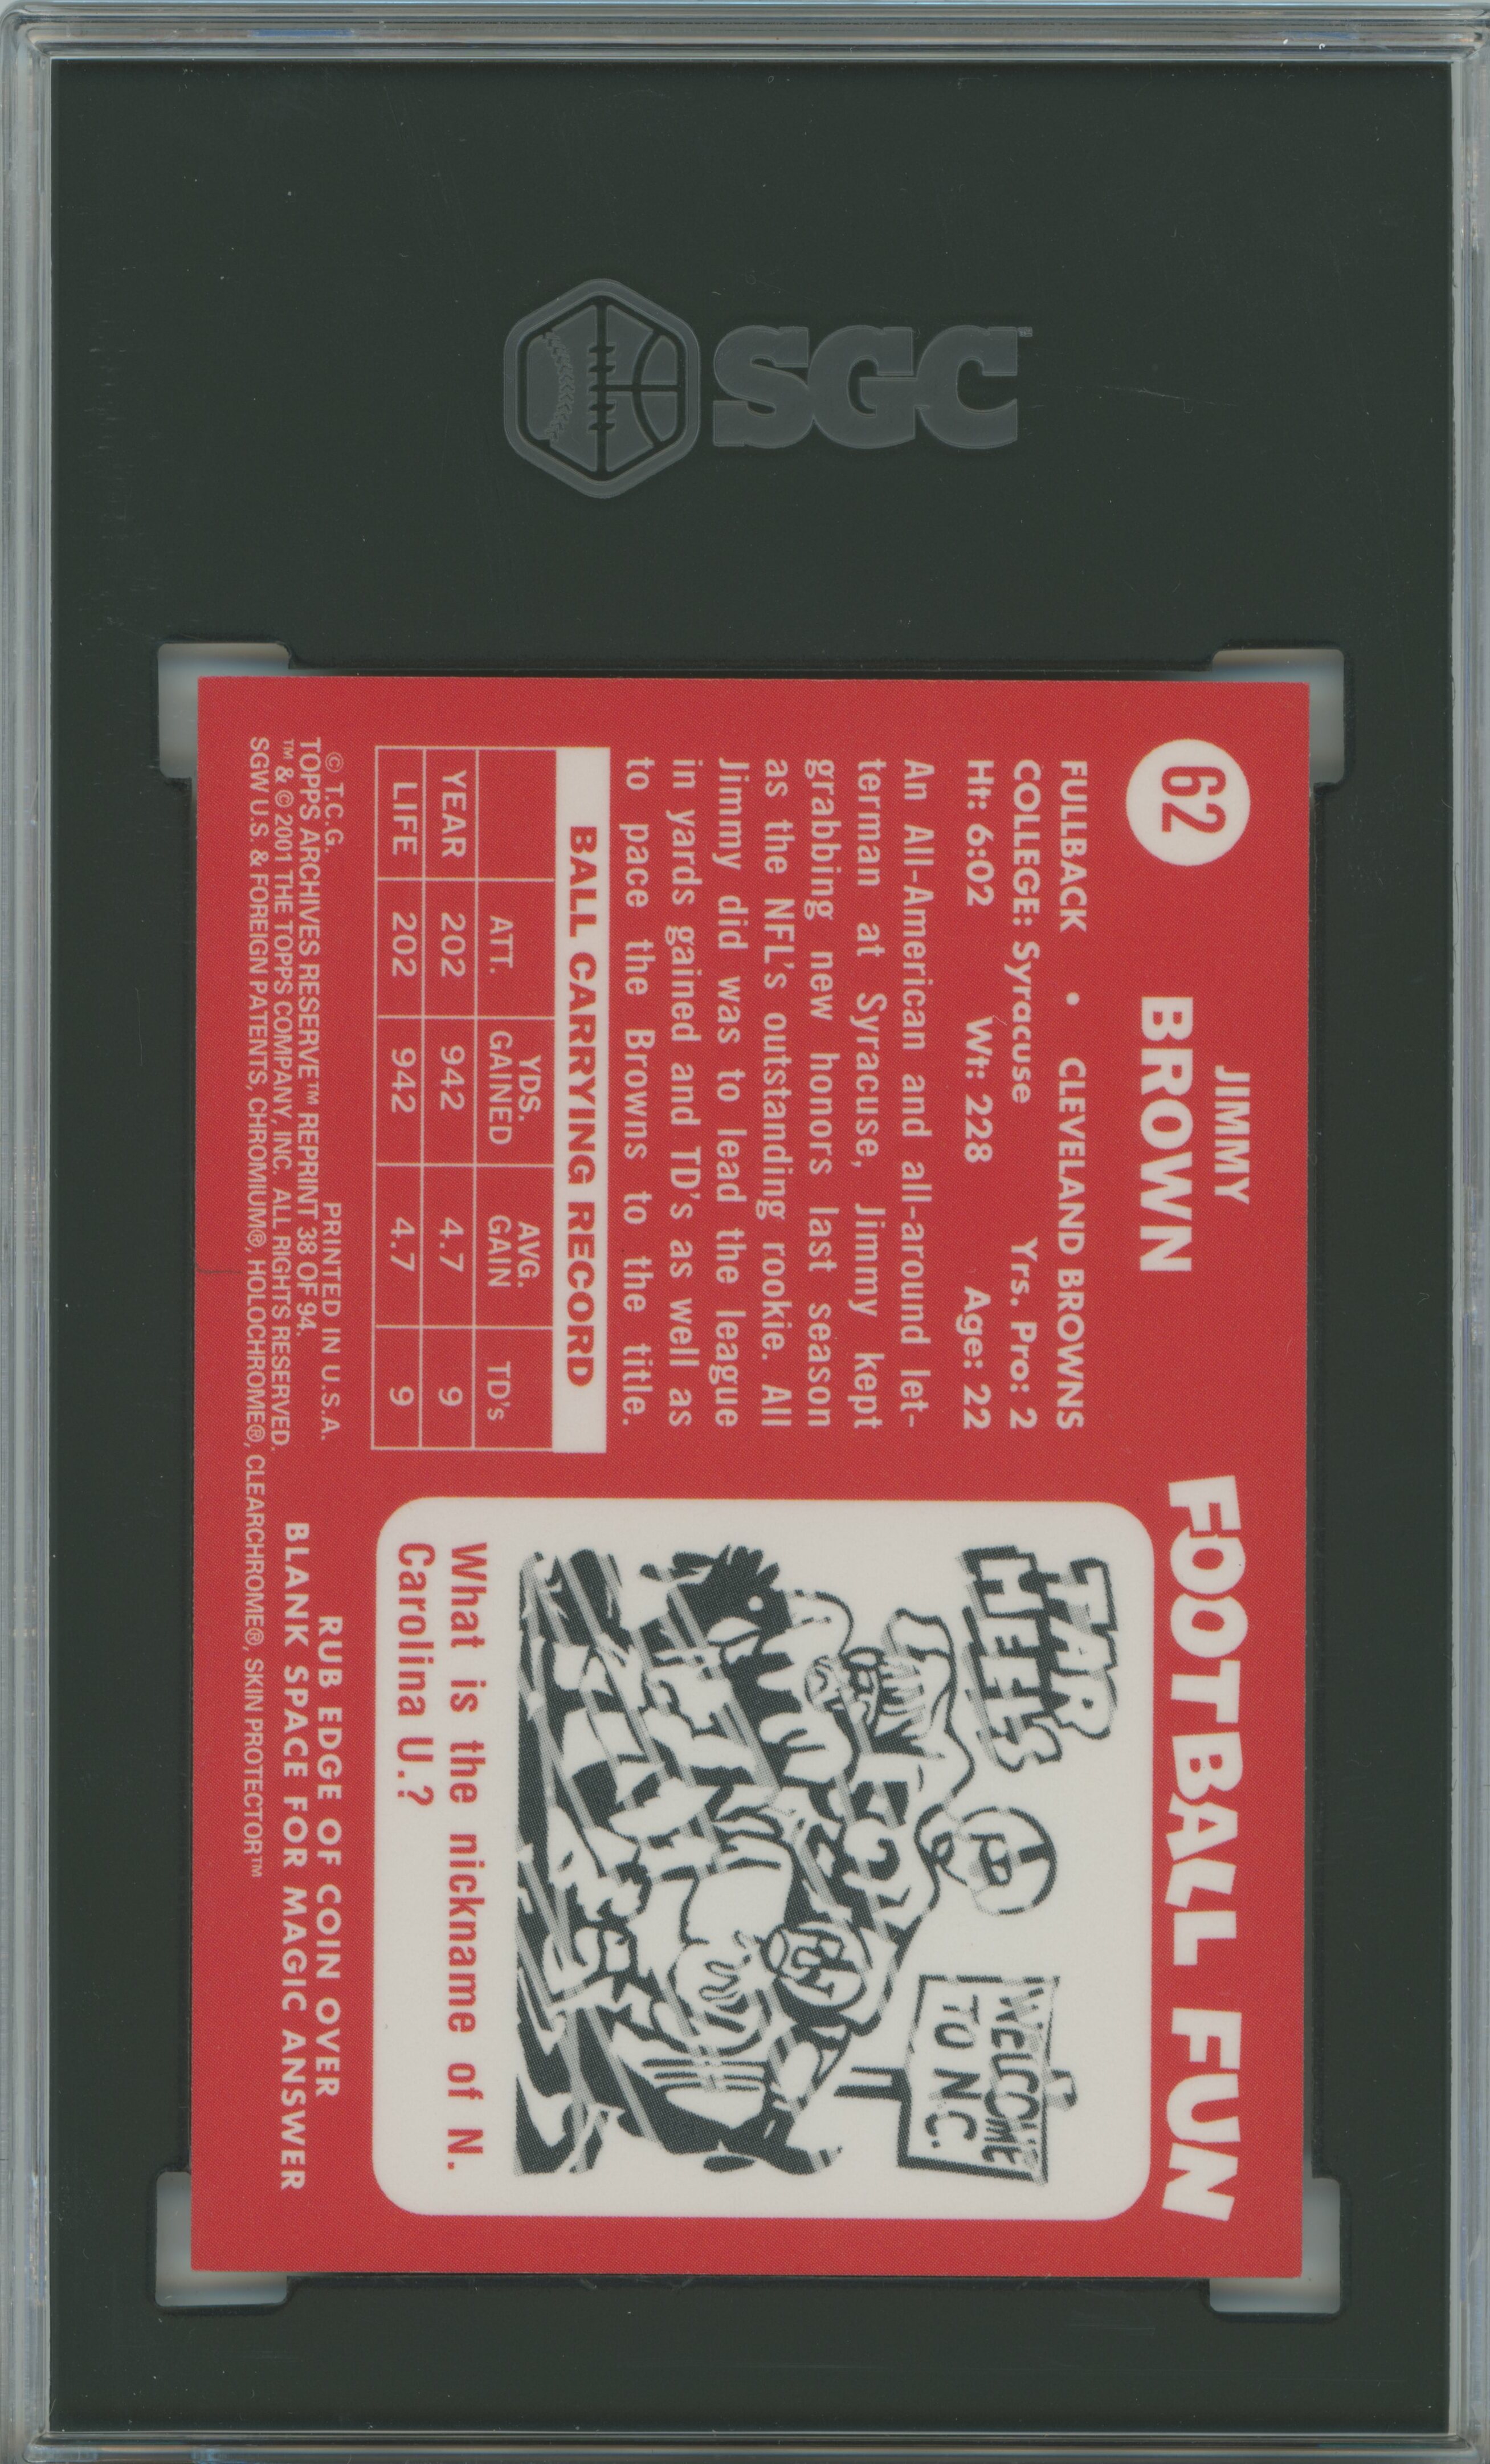 SGC
62
JIMMY
BROWN
FULLBACK • CLEVELAND BROWNS
COLLEGE: Syracuse Yrs. Pro: 2
Ht: 6:02 Wt: 228 Age: 22
An All-American and all-around let-
terman at Syracuse, Jimmy kept
grabbing new honors last season
as the NFL's outstanding rookie. All
Jimmy did was to lead the league
in yards gained and TD's as well as
to pace the Browns to the title.
BALL CARRYING RECORD
ATT. YDS. GAINED AVG. GAIN TD's
YEAR 202 942 4.7 9
LIFE 202 942 4.7 9
© T.C.G. PRINTED IN U.S.A.
TOPPS ARCHIVES RESERVE™ REPRINT 38 OF 94.
™ & © 2001 THE TOPPS COMPANY, INC. ALL RIGHTS RESERVED.
SGW U.S. & FOREIGN PATENTS, CHROMIUM®, HOLOCHROME®, CLEARCHROME®, SKIN PROTECTOR™
FOOTBALL FUN
TAR
HEELS
WELCOME
TO N.C.
What is the nickname of N.
Carolina U.?
RUB EDGE OF COIN OVER
BLANK SPACE FOR MAGIC ANSWER